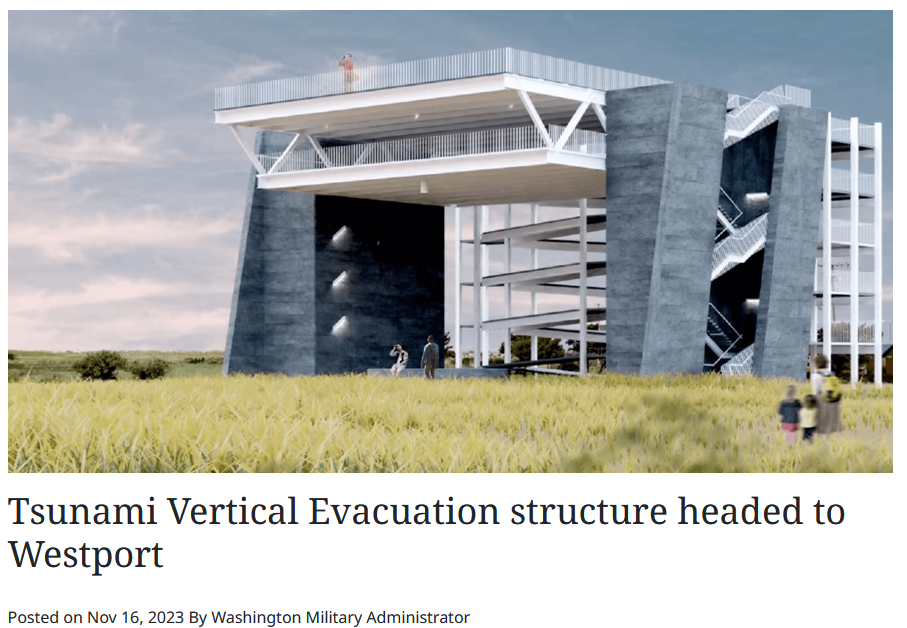 Tsunami Vertical Evacuation structure headed to
Westport
Posted on Nov 16, 2023 By Washington Military Administrator